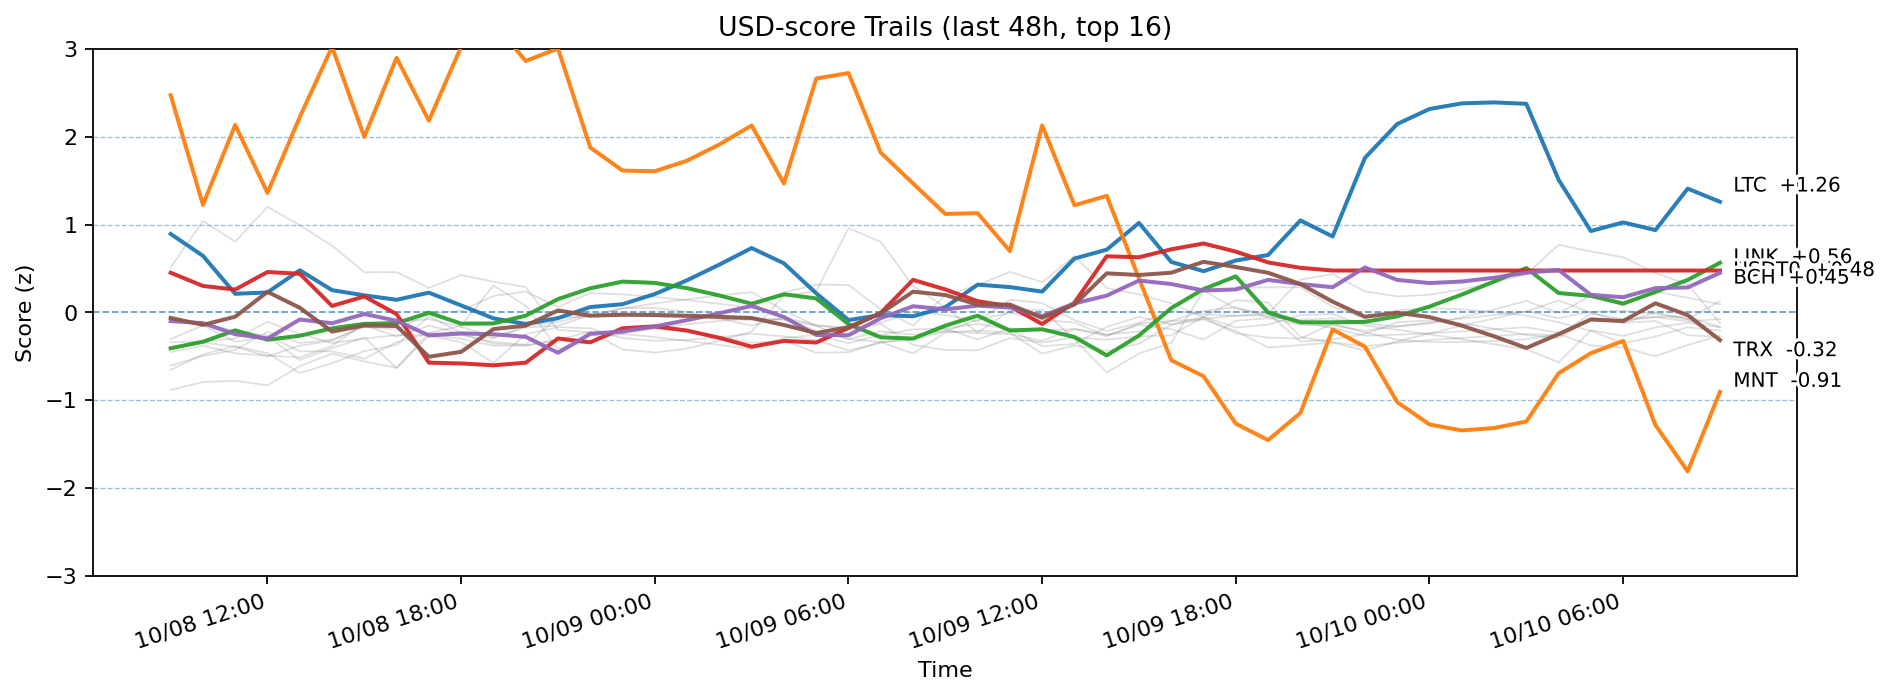 USD-score Trails (last 48h, top 16)
Score (z)
3
2
1
0
−1
−2
−3
LTC +1.26
LINK +0.56
+0.48
BCH +0.45
TRX -0.32
MNT -0.91
10/08 12:00
10/08 18:00
10/09 00:00
10/09 06:00
10/09 12:00
10/09 18:00
10/10 00:00
10/10 06:00
Time